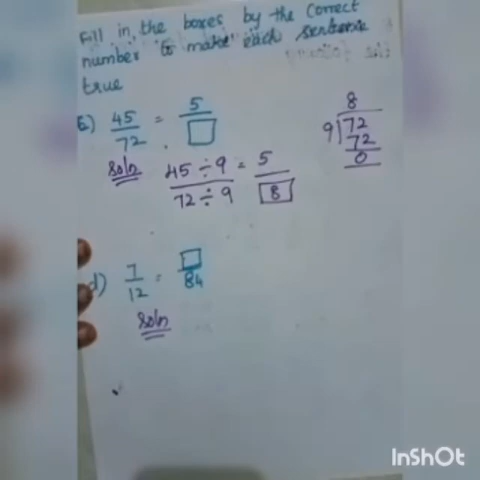 Fill in the boxes by the correct
number to make each sentence
true
45/72 = 5/□
Soln 45÷9/72÷9 = 5/8
8
9 72
72
0
d) 7/12 = □/84
Soln
InShOt